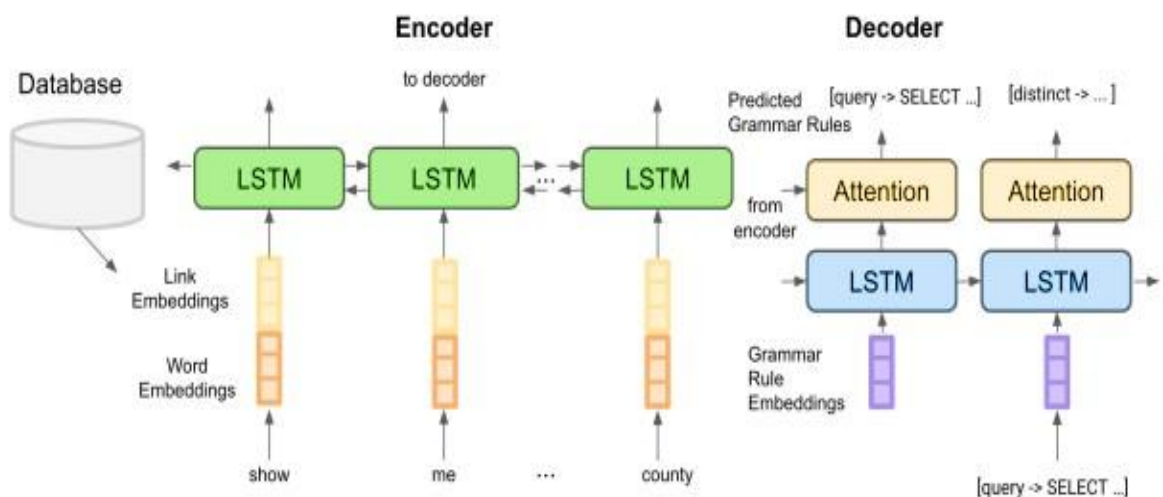 Encoder
Decoder
Database
to decoder
Predicted
Grammar Rules
[query -> SELECT ...]
[distinct -> ... ]
LSTM
LSTM
...
LSTM
Attention
Attention
from
encoder
LSTM
LSTM
Link
Embeddings
Word
Embeddings
Grammar
Rule
Embeddings
show
me
...
county
[query -> SELECT ...]